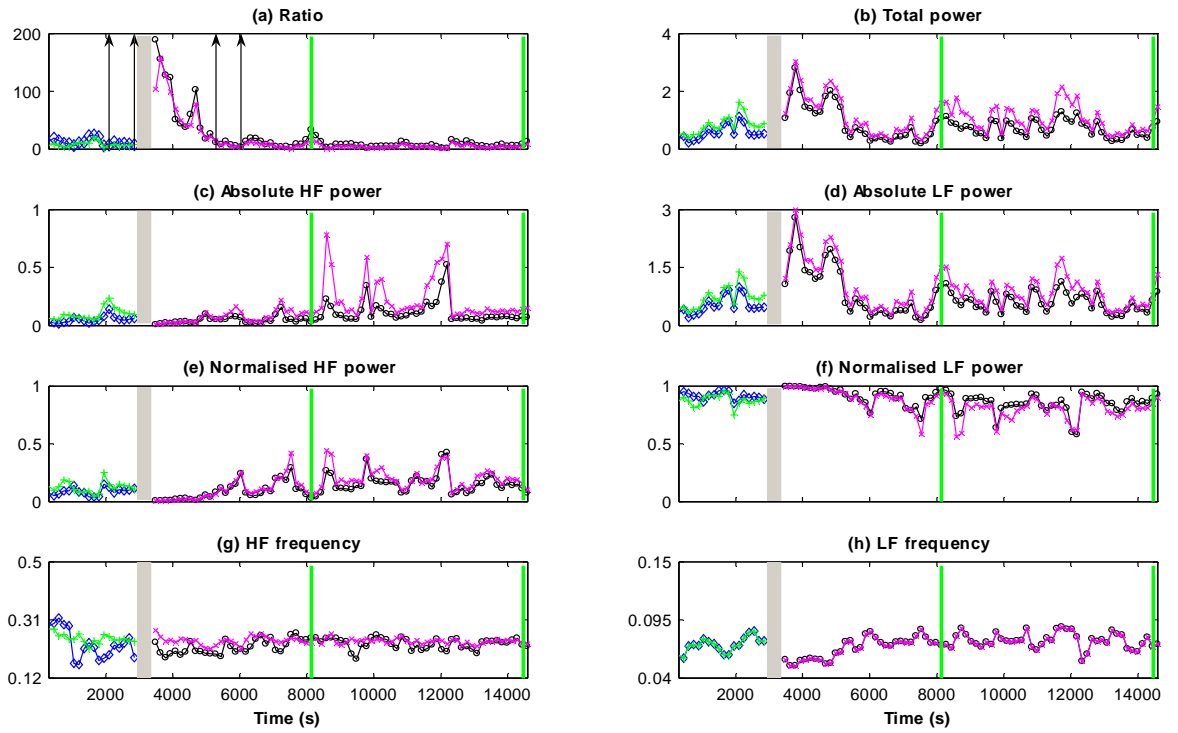 (a) Ratio
200
100
0
(b) Total power
4
2
0
(c) Absolute HF power
1
0.5
0
(d) Absolute LF power
3
1.5
0
(e) Normalised HF power
1
0.5
0
(f) Normalised LF power
1
0.5
0
(g) HF frequency
0.5
0.31
0.12
2000 4000 6000 8000 10000 12000 14000
Time (s)
(h) LF frequency
0.15
0.095
0.04
2000 4000 6000 8000 10000 12000 14000
Time (s)